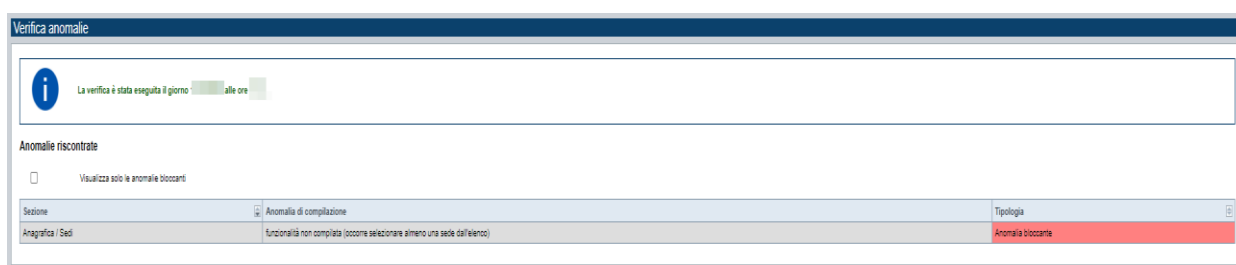 Verifica anomalie
i
La verifica è stata eseguita il giorno alle ore
Anomalie riscontrate
Visualizza solo le anomalie bloccanti
Sezione Anomalia di compilazione Tipologia
Anagrafica / Sedi funzionalità non compilata (occorre selezionare almeno una sede dall'elenco) Anomalia bloccante